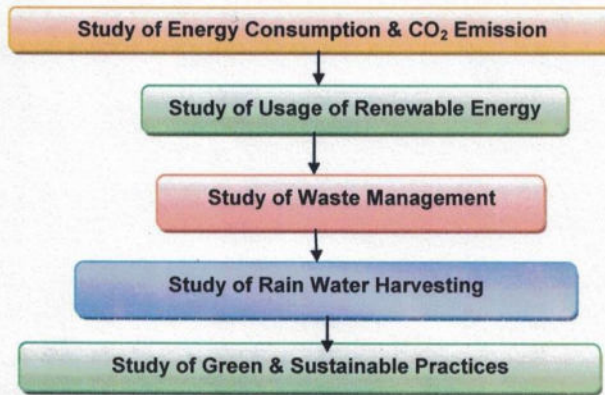 Study of Energy Consumption & CO₂ Emission
Study of Usage of Renewable Energy
Study of Waste Management
Study of Rain Water Harvesting
Study of Green & Sustainable Practices